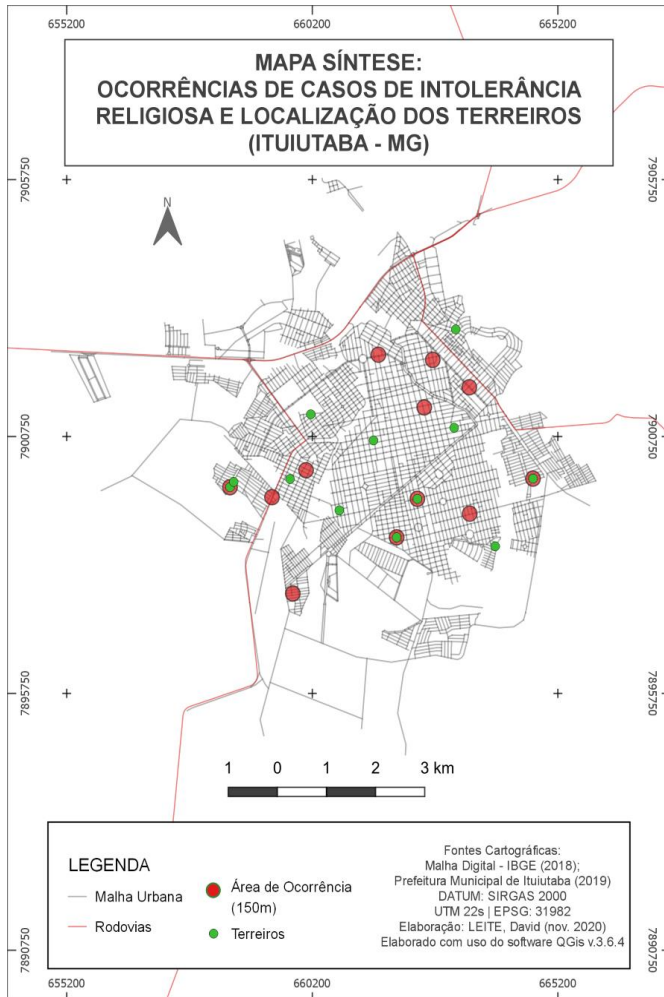 655200
660200
665200
MAPA SÍNTESE:
OCORRÊNCIAS DE CASOS DE INTOLERÂNCIA
RELIGIOSA E LOCALIZAÇÃO DOS TERREIROS
(ITUIUTABA - MG)
7905750
7905750
N
7900750
7900750
7895750
7895750
1 0 1 2 3 km
LEGENDA
Malha Urbana
Rodovias
Área de Ocorrência
(150m)
Terreiros
Fontes Cartográficas:
Malha Digital - IBGE (2018);
Prefeitura Municipal de Ituiutaba (2019)
DATUM: SIRGAS 2000
UTM 22s | EPSG: 31982
Elaboração: LEITE, David (nov. 2020)
Elaborado com uso do software QGis v.3.6.4
7890750
7890750
655200
660200
665200